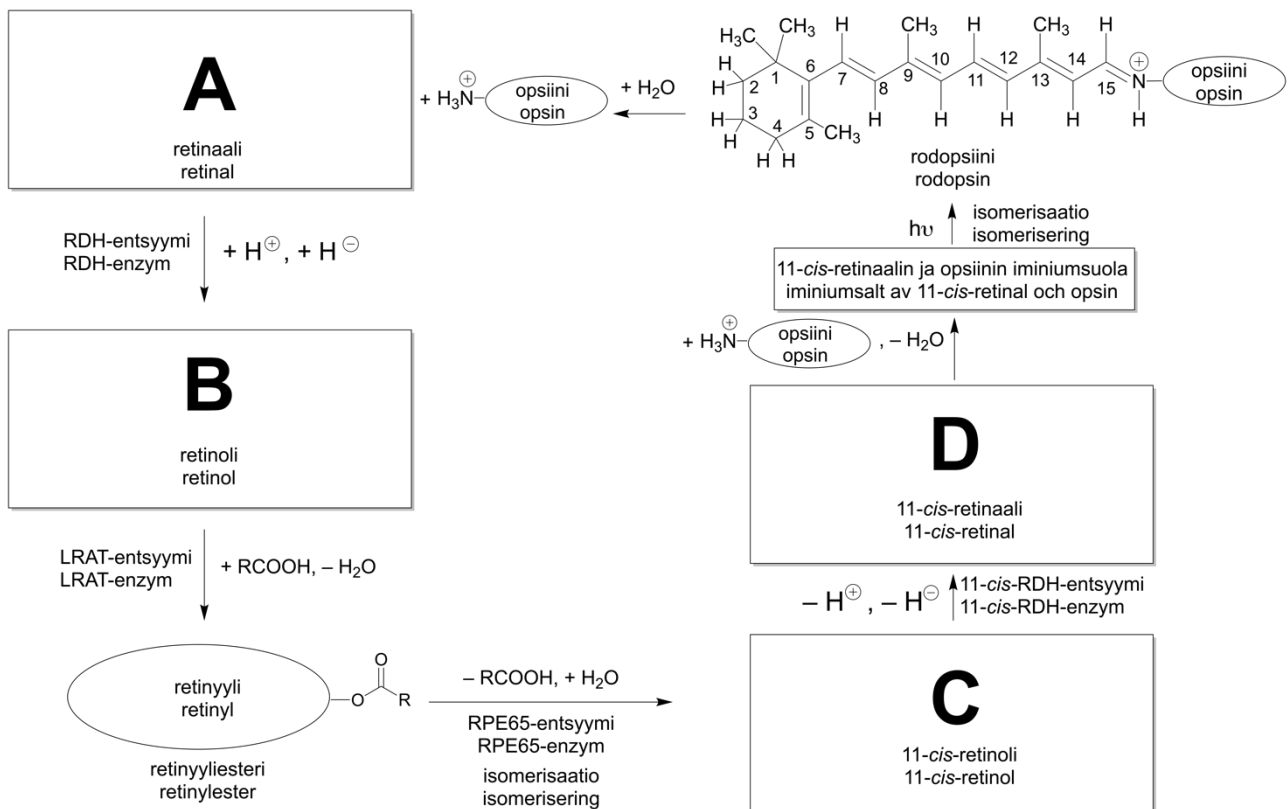 A
retinaali
retinal
+ H₃N⊕
opsiini
opsin
+ H₂O
H₃C
CH₃
H
CH₃
H
CH₃
H
1
2
3
4
5
6
7
8
9
10
11
12
13
14
15
H
H
H
H
H
H
CH₃
H
H
H
H
N⊕
H
opsiini
opsin
rodopsiini
rodopsin
RDH-entsyymi
RDH-enzym
+ H⊕, + H⊖
hυ
isomerisaatio
isomerisering
11-cis-retinaalin ja opsiinin iminiumsuola
iminiumsalt av 11-cis-retinal och opsin
+ H₃N⊕
opsiini
opsin
, – H₂O
B
retinoli
retinol
D
11-cis-retinaali
11-cis-retinal
LRAT-entsyymi
LRAT-enzym
+ RCOOH, – H₂O
– H⊕, – H⊖
11-cis-RDH-entsyymi
11-cis-RDH-enzym
retinyyli
retinyl
O
O
R
retinyyliesteri
retinylester
– RCOOH, + H₂O
RPE65-entsyymi
RPE65-enzym
isomerisaatio
isomerisering
C
11-cis-retinoli
11-cis-retinol